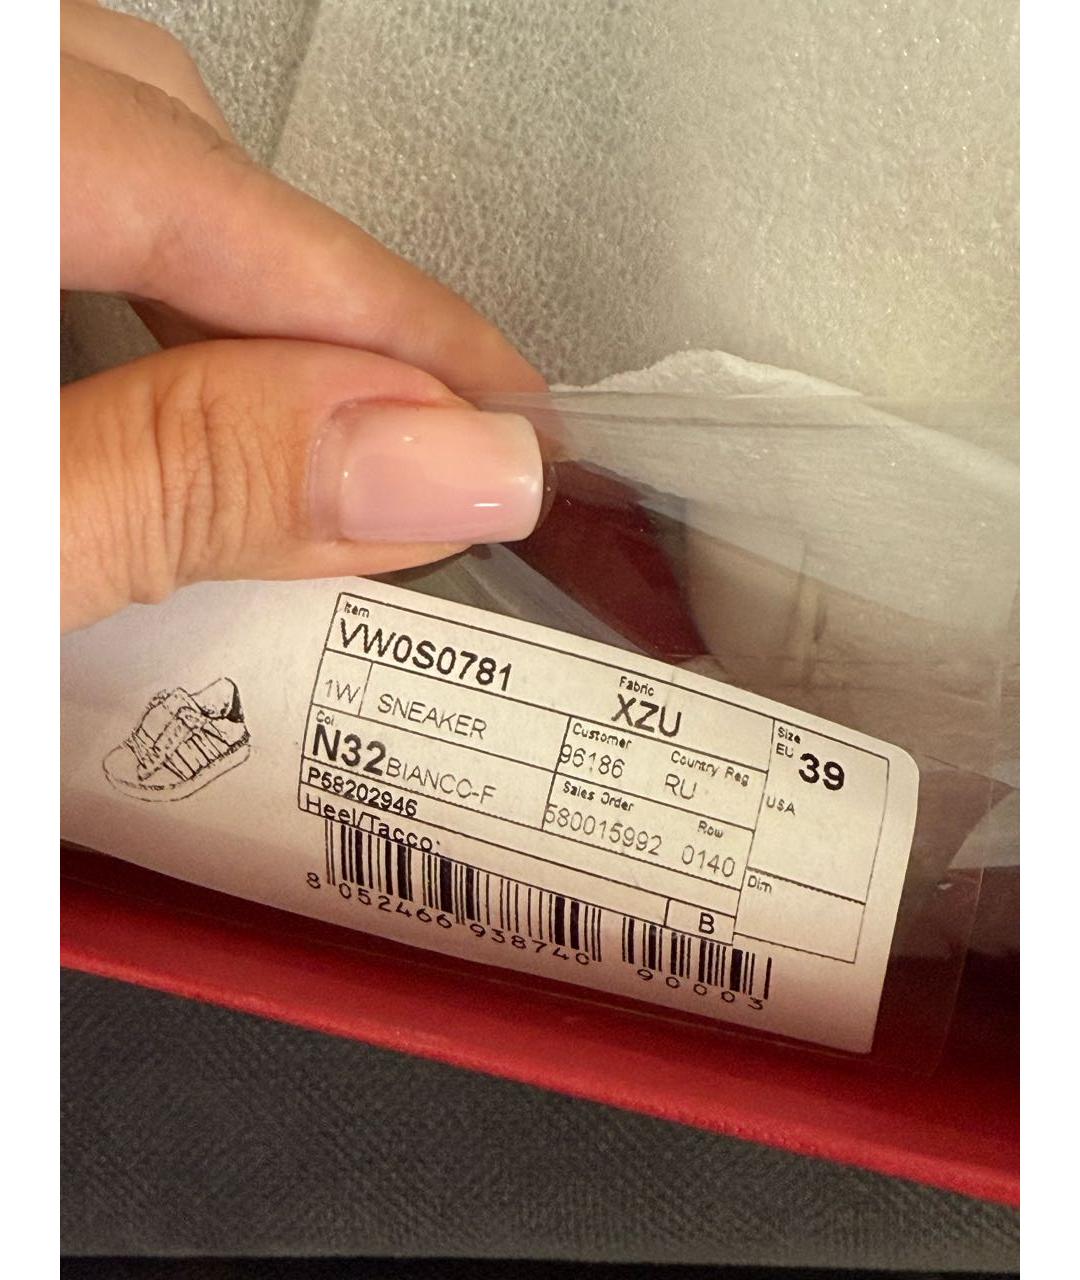 Item
VW0S0781
Fabric
XZU
1W SNEAKER
Customer
96186
Country Reg
RU
Size
EU 39
USA
Col.
N32 BIANCO-F
Sales Order
580015992
Row
0140
P58202946
Heel/Tacco:
Dim
B
8 052466 938740 90003